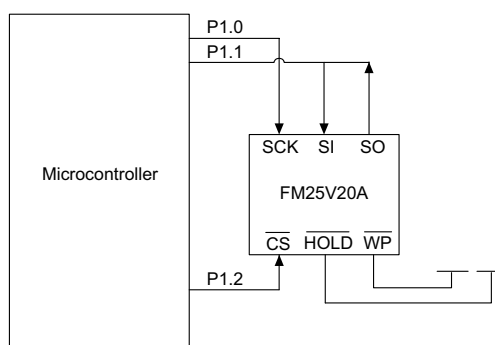 P1.0
P1.1
SCK SI SO
Microcontroller
FM25V20A
CS HOLD WP
P1.2